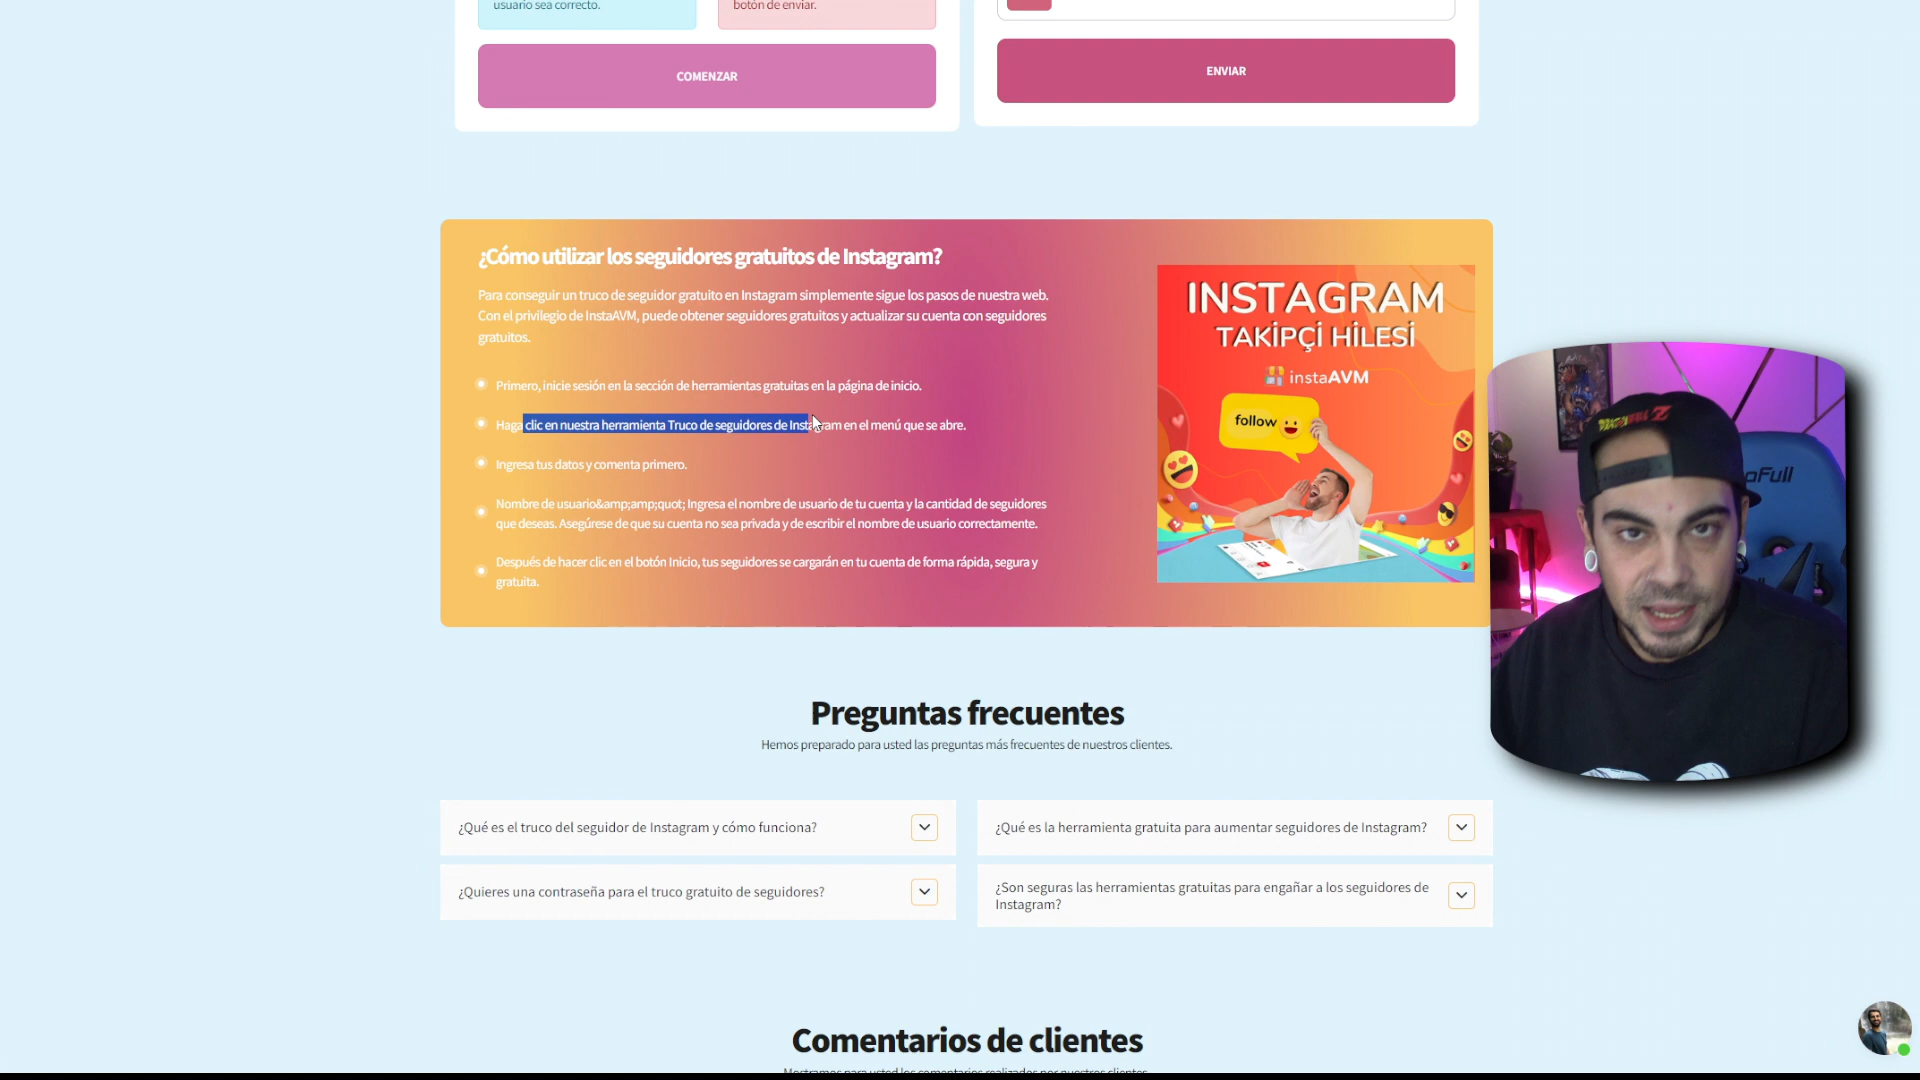 usuario sea correcto.
botón de enviar.
COMENZAR
ENVIAR
¿Cómo utilizar los seguidores gratuitos de Instagram?
Para conseguir un truco de seguidor gratuito en Instagram simplemente sigue los pasos de nuestra web.
Con el privilegio de InstaAVM, puede obtener seguidores gratuitos y actualizar su cuenta con seguidores
gratuitos.
Primero, inicie sesión en la sección de herramientas gratuitas en la página de inicio.
Haga clic en nuestra herramienta Truco de seguidores de Instagram en el menú que se abre.
Ingresa tus datos y comenta primero.
Nombre de usuario&amp;amp;quot; Ingresa el nombre de usuario de tu cuenta y la cantidad de seguidores
que deseas. Asegúrese de que su cuenta no sea privada y de escribir el nombre de usuario correctamente.
Después de hacer clic en el botón Inicio, tus seguidores se cargarán en tu cuenta de forma rápida, segura y
gratuita.
INSTAGRAM
TAKİPÇİ HİLESİ
instaAVM
follow
Preguntas frecuentes
Hemos preparado para usted las preguntas más frecuentes de nuestros clientes.
¿Qué es el truco del seguidor de Instagram y cómo funciona?
¿Qué es la herramienta gratuita para aumentar seguidores de Instagram?
¿Quieres una contraseña para el truco gratuito de seguidores?
¿Son seguras las herramientas gratuitas para engañar a los seguidores de
Instagram?
Comentarios de clientes
Mostramos para usted los comentarios realizados por nuestros clientes.